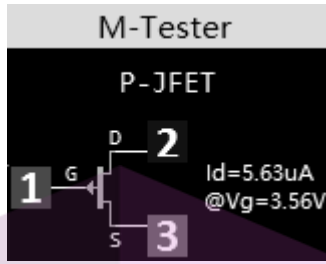 M-Tester
P-JFET
D 2
1 G
Id=5.63uA
@Vg=3.56V
S 3